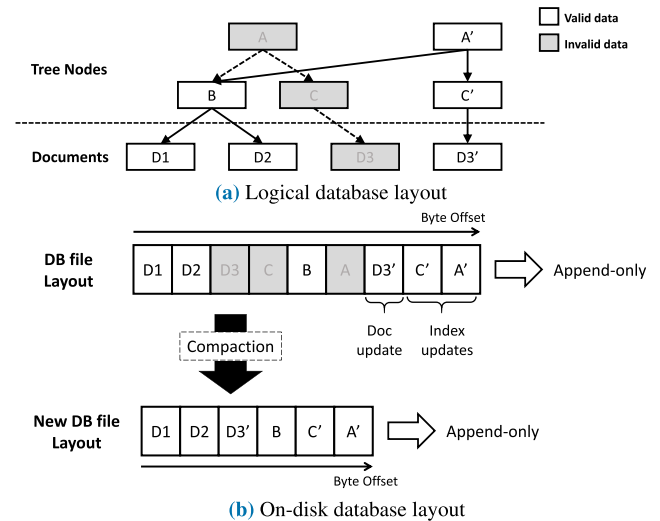 A
A′
Valid data
Invalid data
Tree Nodes
B
C
C′
Documents
D1
D2
D3
D3′
(a) Logical database layout
Byte Offset
DB file
Layout
D1 D2 D3 C B A D3′ C′ A′
Append-only
Doc
update
Index
updates
Compaction
New DB file
Layout
D1 D2 D3′ B C′ A′
Append-only
Byte Offset
(b) On-disk database layout